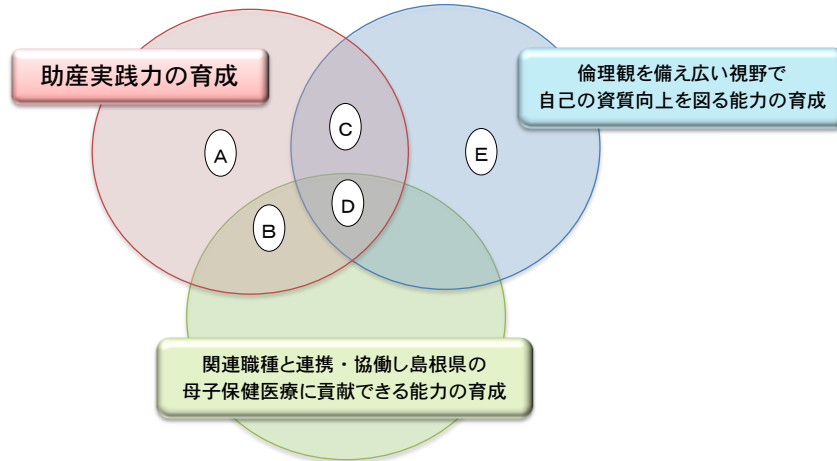 助産実践力の育成
倫理観を備え広い視野で
自己の資質向上を図る能力の育成
C
A
E
D
B
関連職種と連携・協働し島根県の
母子保健医療に貢献できる能力の育成